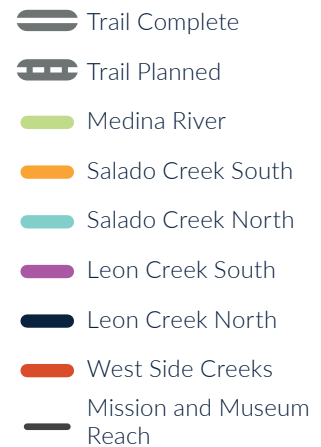 Trail Complete
Trail Planned
Medina River
Salado Creek South
Salado Creek North
Leon Creek South
Leon Creek North
West Side Creeks
Mission and Museum
Reach